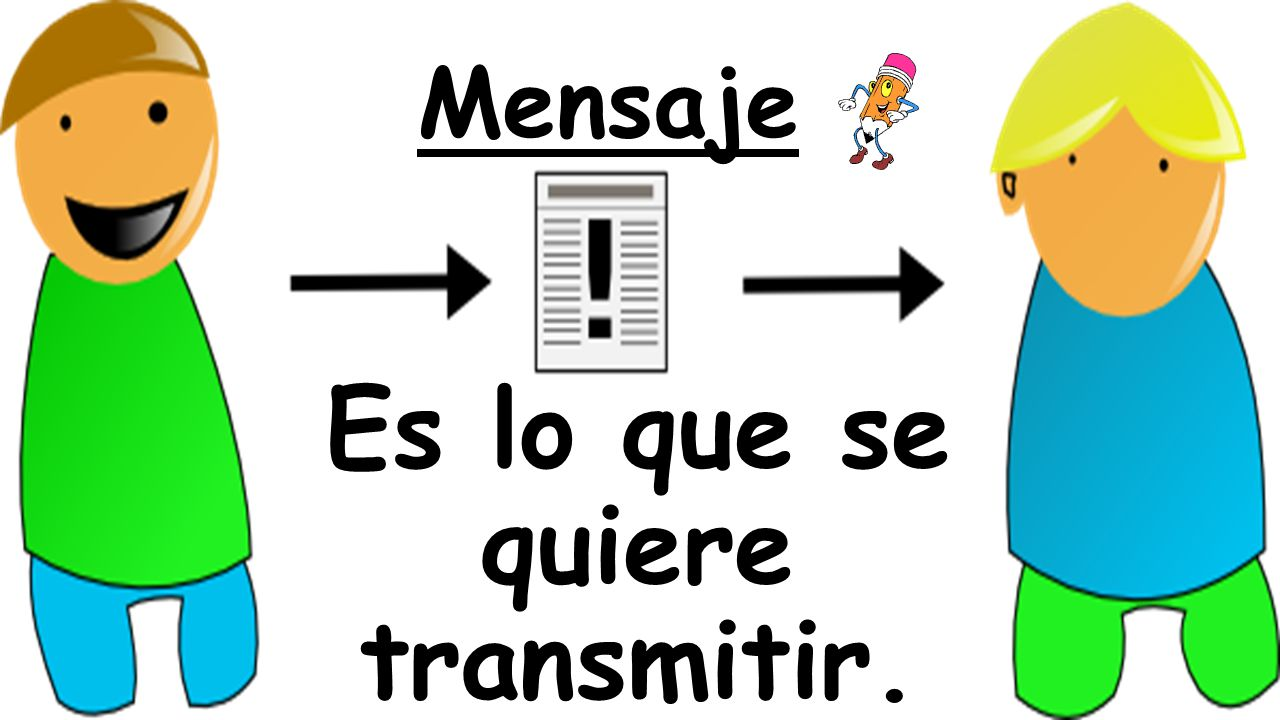 Mensaje
!
Es lo que se
quiere
transmitir.